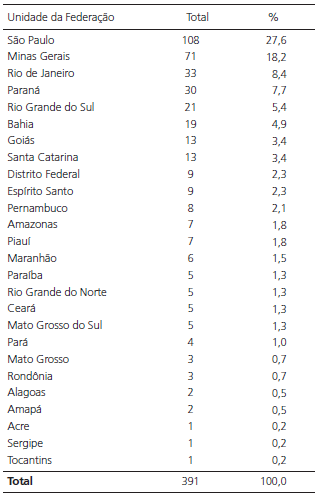 Unidade da Federação Total %
São Paulo 108 27,6
Minas Gerais 71 18,2
Rio de Janeiro 33 8,4
Paraná 30 7,7
Rio Grande do Sul 21 5,4
Bahia 19 4,9
Goiás 13 3,4
Santa Catarina 13 3,4
Distrito Federal 9 2,3
Espírito Santo 9 2,3
Pernambuco 8 2,1
Amazonas 7 1,8
Piauí 7 1,8
Maranhão 6 1,5
Paraíba 5 1,3
Rio Grande do Norte 5 1,3
Ceará 5 1,3
Mato Grosso do Sul 5 1,3
Pará 4 1,0
Mato Grosso 3 0,7
Rondônia 3 0,7
Alagoas 2 0,5
Amapá 2 0,5
Acre 1 0,2
Sergipe 1 0,2
Tocantins 1 0,2
Total 391 100,0